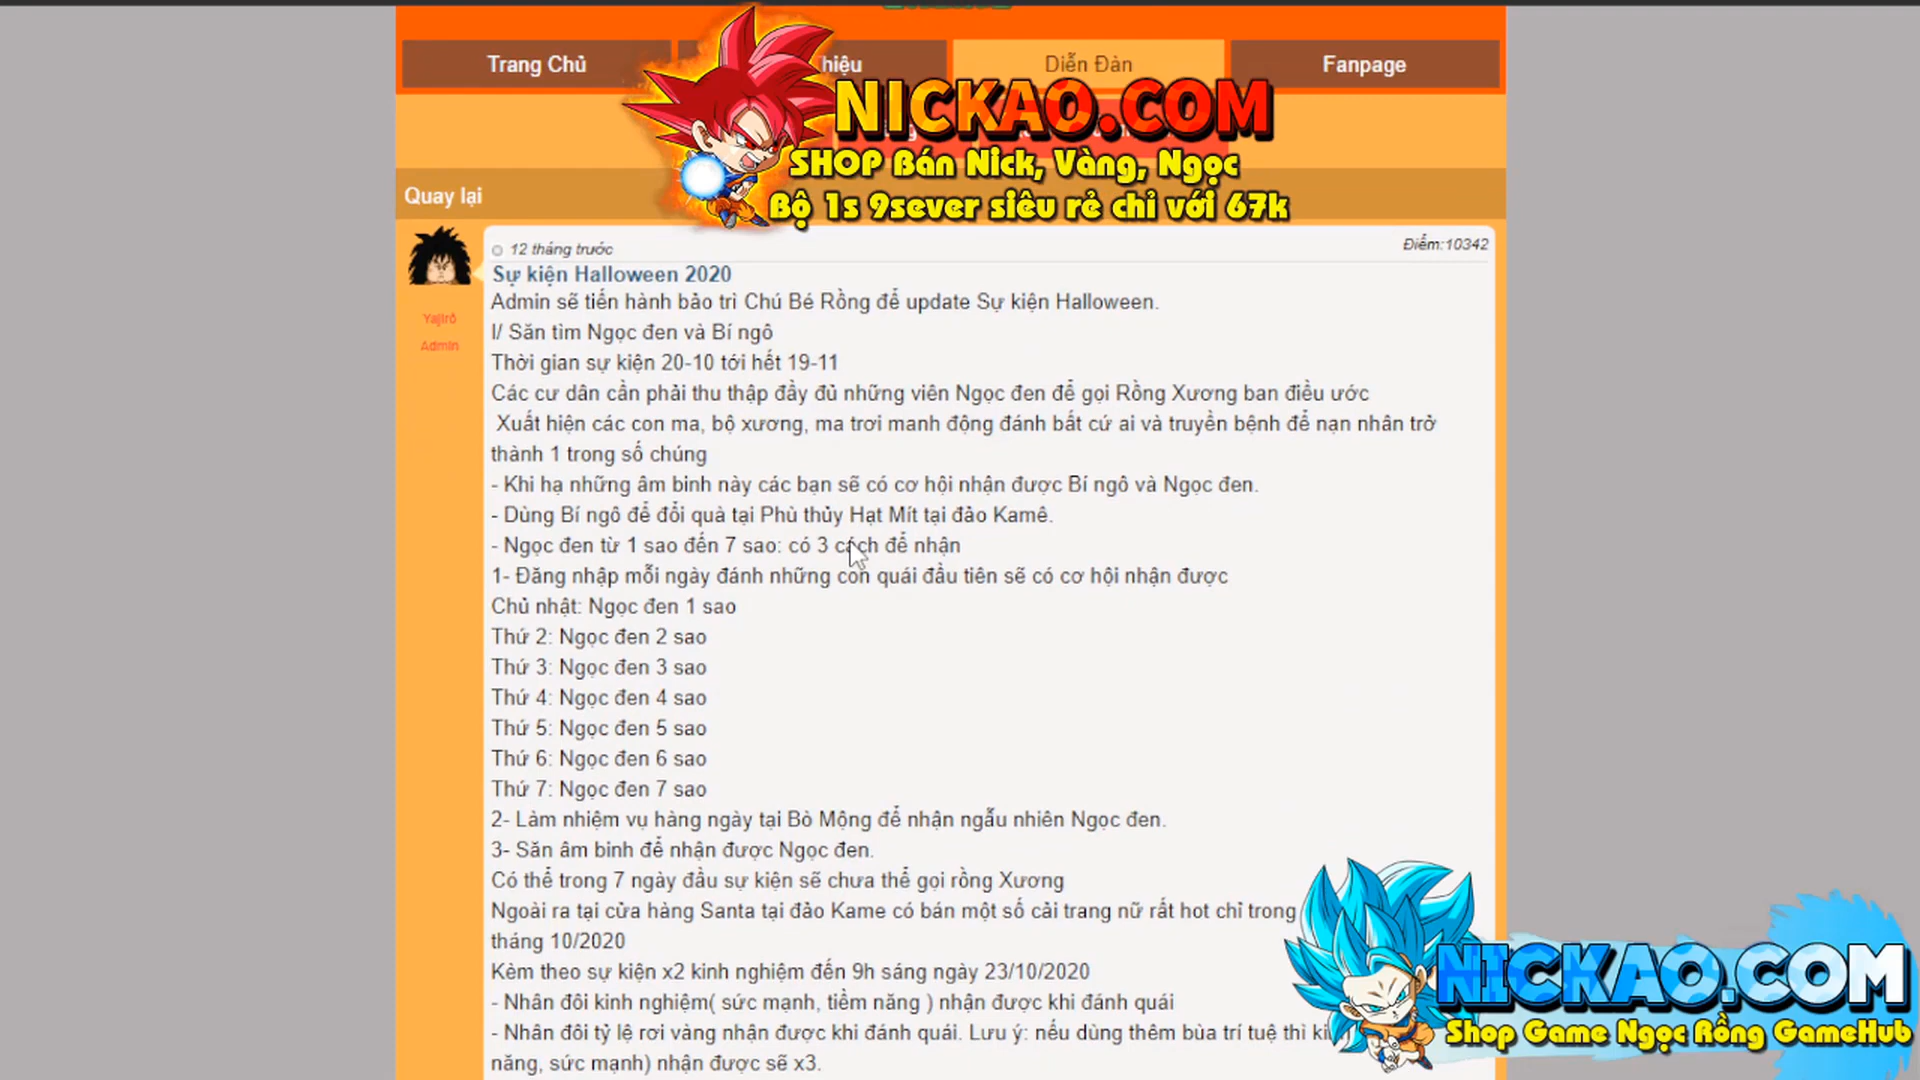 Trang Chủ
hiệu
Diễn Đàn
Fanpage
NICKAO.COM
SHOP Bán Nick, Vàng, Ngọc
Bộ 1s 9sever siêu rẻ chỉ với 67k
Quay lại
12 tháng trước
Điểm:10342
Yajirô
Admin
Sự kiện Halloween 2020
Admin sẽ tiến hành bảo trì Chú Bé Rồng để update Sự kiện Halloween.
I/ Săn tìm Ngọc đen và Bí ngô
Thời gian sự kiện 20-10 tới hết 19-11
Các cư dân cần phải thu thập đầy đủ những viên Ngọc đen để gọi Rồng Xương ban điều ước
Xuất hiện các con ma, bộ xương, ma trơi manh động đánh bất cứ ai và truyền bệnh để nạn nhân trở
thành 1 trong số chúng
- Khi hạ những âm binh này các bạn sẽ có cơ hội nhận được Bí ngô và Ngọc đen.
- Dùng Bí ngô để đổi quà tại Phù thủy Hạt Mít tại đảo Kamê.
- Ngọc đen từ 1 sao đến 7 sao: có 3 cách để nhận
1- Đăng nhập mỗi ngày đánh những con quái đầu tiên sẽ có cơ hội nhận được
Chủ nhật: Ngọc đen 1 sao
Thứ 2: Ngọc đen 2 sao
Thứ 3: Ngọc đen 3 sao
Thứ 4: Ngọc đen 4 sao
Thứ 5: Ngọc đen 5 sao
Thứ 6: Ngọc đen 6 sao
Thứ 7: Ngọc đen 7 sao
2- Làm nhiệm vụ hàng ngày tại Bò Mộng để nhận ngẫu nhiên Ngọc đen.
3- Săn âm binh để nhận được Ngọc đen.
Có thể trong 7 ngày đầu sự kiện sẽ chưa thể gọi rồng Xương
Ngoài ra tại cửa hàng Santa tại đảo Kame có bán một số cải trang nữ rất hot chỉ trong
tháng 10/2020
Kèm theo sự kiện x2 kinh nghiệm đến 9h sáng ngày 23/10/2020
- Nhân đôi kinh nghiệm( sức mạnh, tiềm năng ) nhận được khi đánh quái
- Nhân đôi tỷ lệ rơi vàng nhận được khi đánh quái. Lưu ý: nếu dùng thêm bùa trí tuệ thì
năng, sức mạnh) nhận được sẽ x3.
NICKAO.COM
Shop Game Ngọc Rồng GameHub